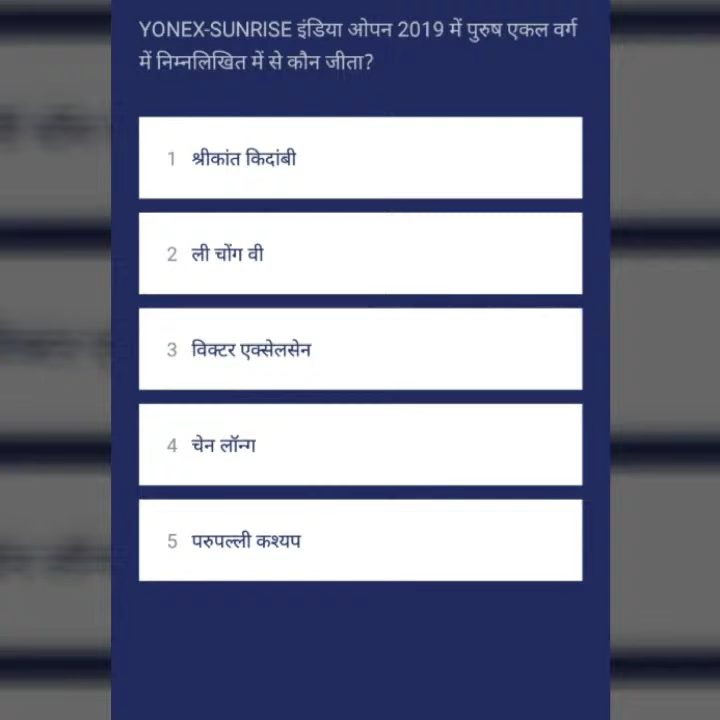 YONEX-SUNRISE इंडिया ओपन 2019 में पुरुष एकल वर्ग
में निम्नलिखित में से कौन जीता?
1 श्रीकांत किदांबी
2 ली चोंग वी
3 विक्टर एक्सेलसेन
4 चेन लॉन्ग
5 परुपल्ली कश्यप